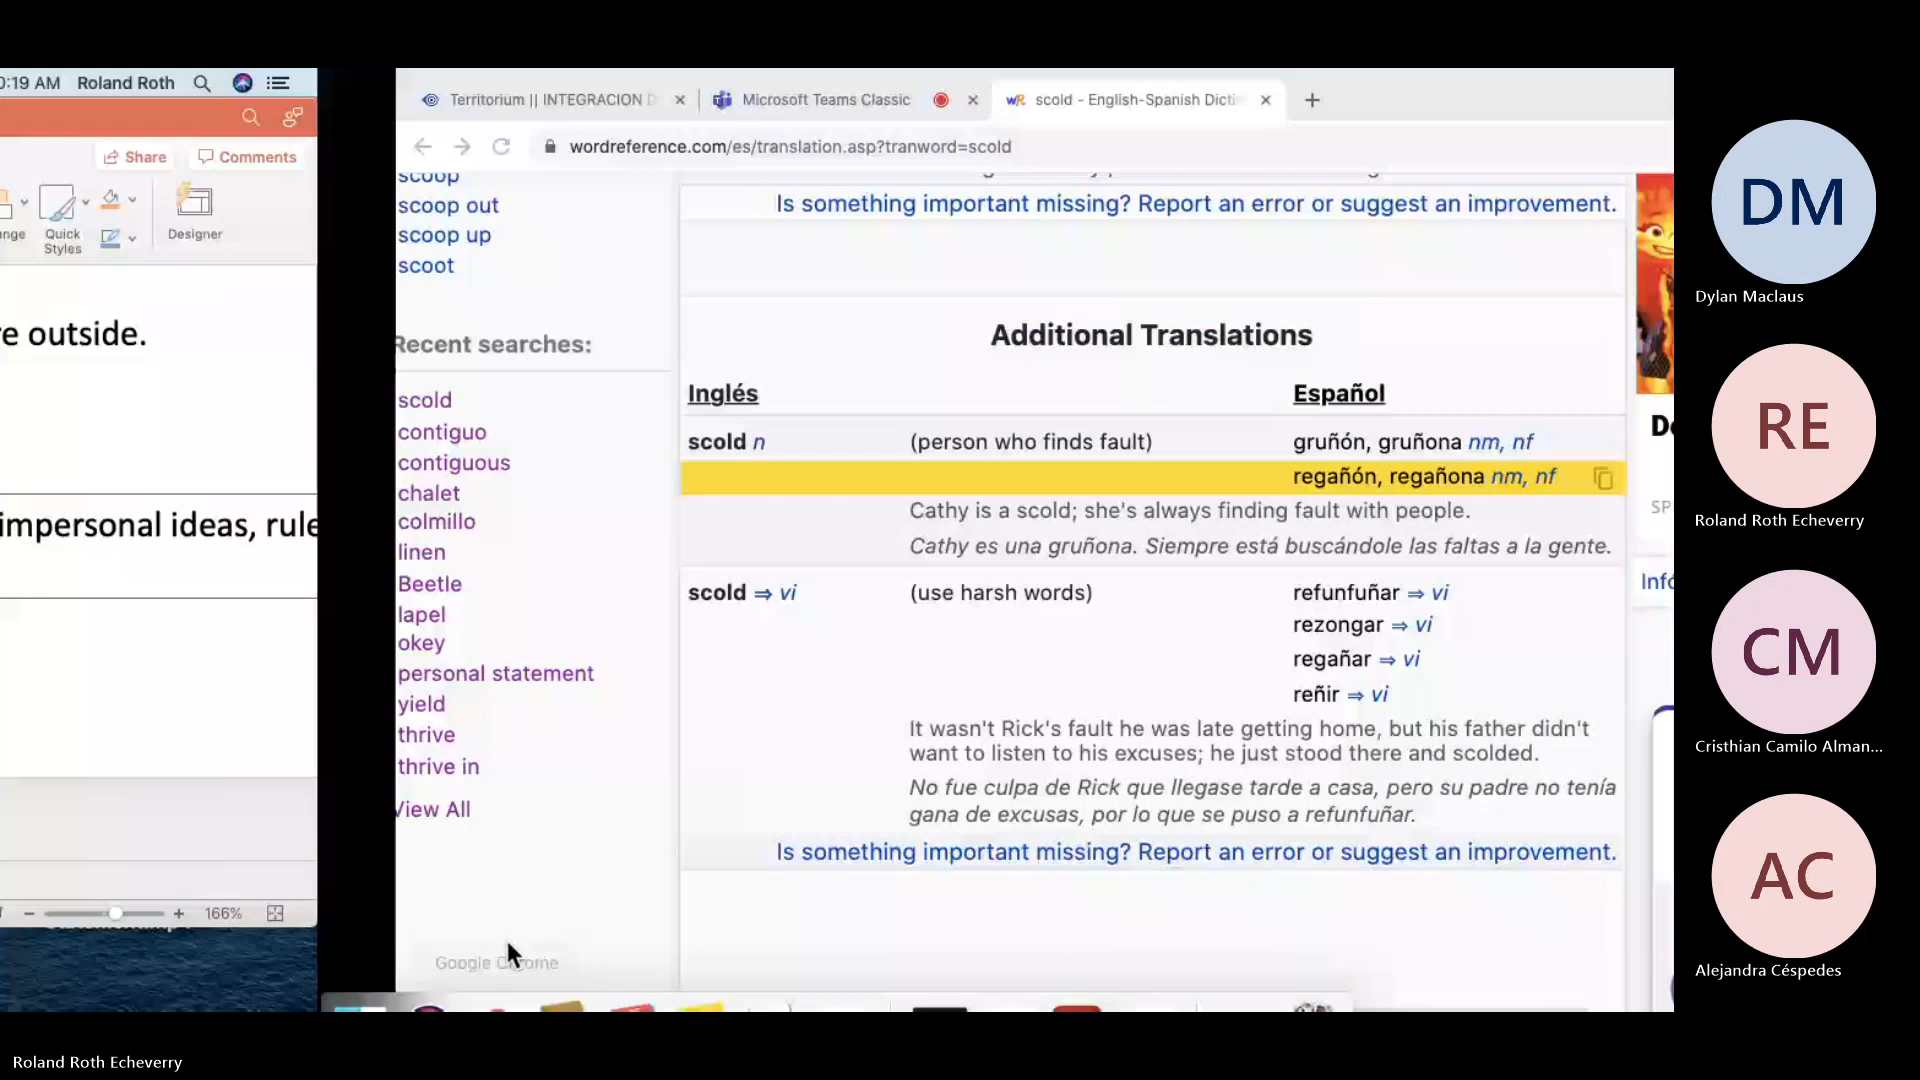 0:19 AM Roland Roth
Share
Comments
Quick
Styles
Designer
outside.
impersonal ideas,
166%
Territorium || INTEGRACION
Microsoft Teams Classic
scold - English-Spanish
wordreference.com/es/translation.asp?tranword=scold
scoop
scoop out
scoop up
scoot
Recent searches:
scold
contiguo
contiguous
chalet
colmillo
linen
Beetle
lapel
okey
personal statement
yield
thrive
thrive in
View All
Google Chrome
Is something important missing? Report an error or suggest an improvement.
Additional Translations
Inglés
Español
scold n
(person who finds fault)
gruñón, gruñona nm, nf
regañón, regañona nm, nf
Cathy is a scold; she's always finding fault with people.
Cathy es una gruñona. Siempre está buscándole las faltas a la gente.
scold ⇒ vi
(use harsh words)
refunfuñar ⇒ vi
rezongar ⇒ vi
regañar ⇒ vi
reñir ⇒ vi
It wasn't Rick's fault he was late getting home, but his father didn't
want to listen to his excuses; he just stood there and scolded.
No fue culpa de Rick que llegase tarde a casa, pero su padre no tenía
gana de excusas, por lo que se puso a refunfuñar.
Is something important missing? Report an error or suggest an improvement.
SP
DM
Dylan Maclaus
RE
Roland Roth Echeverry
CM
Cristhian Camilo Alman...
AC
Alejandra Céspedes
Roland Roth Echeverry